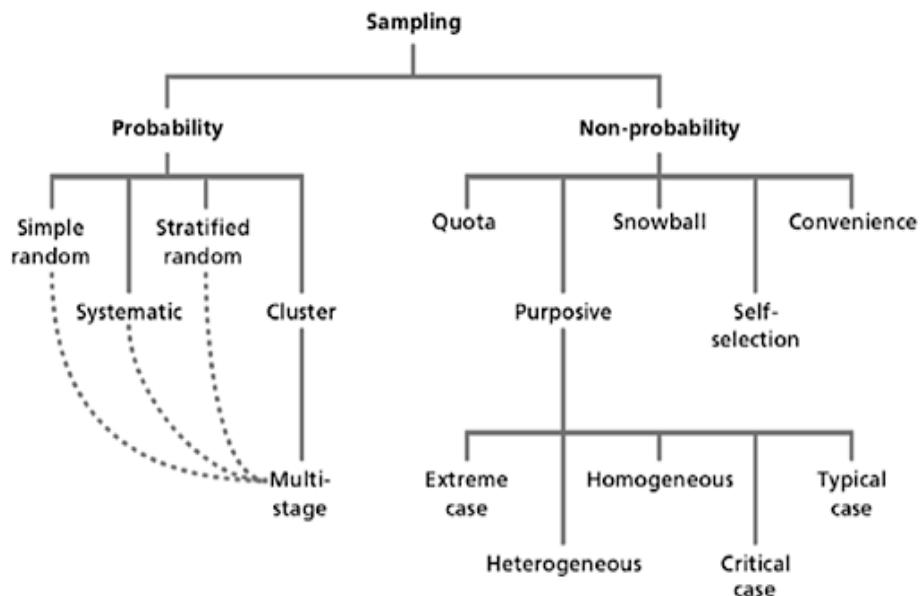 Sampling
Probability
Non-probability
Simple
random
Systematic
Stratified
random
Cluster
Multi-
stage
Quota
Purposive
Snowball
Self-
selection
Convenience
Extreme
case
Heterogeneous
Homogeneous
Critical
case
Typical
case